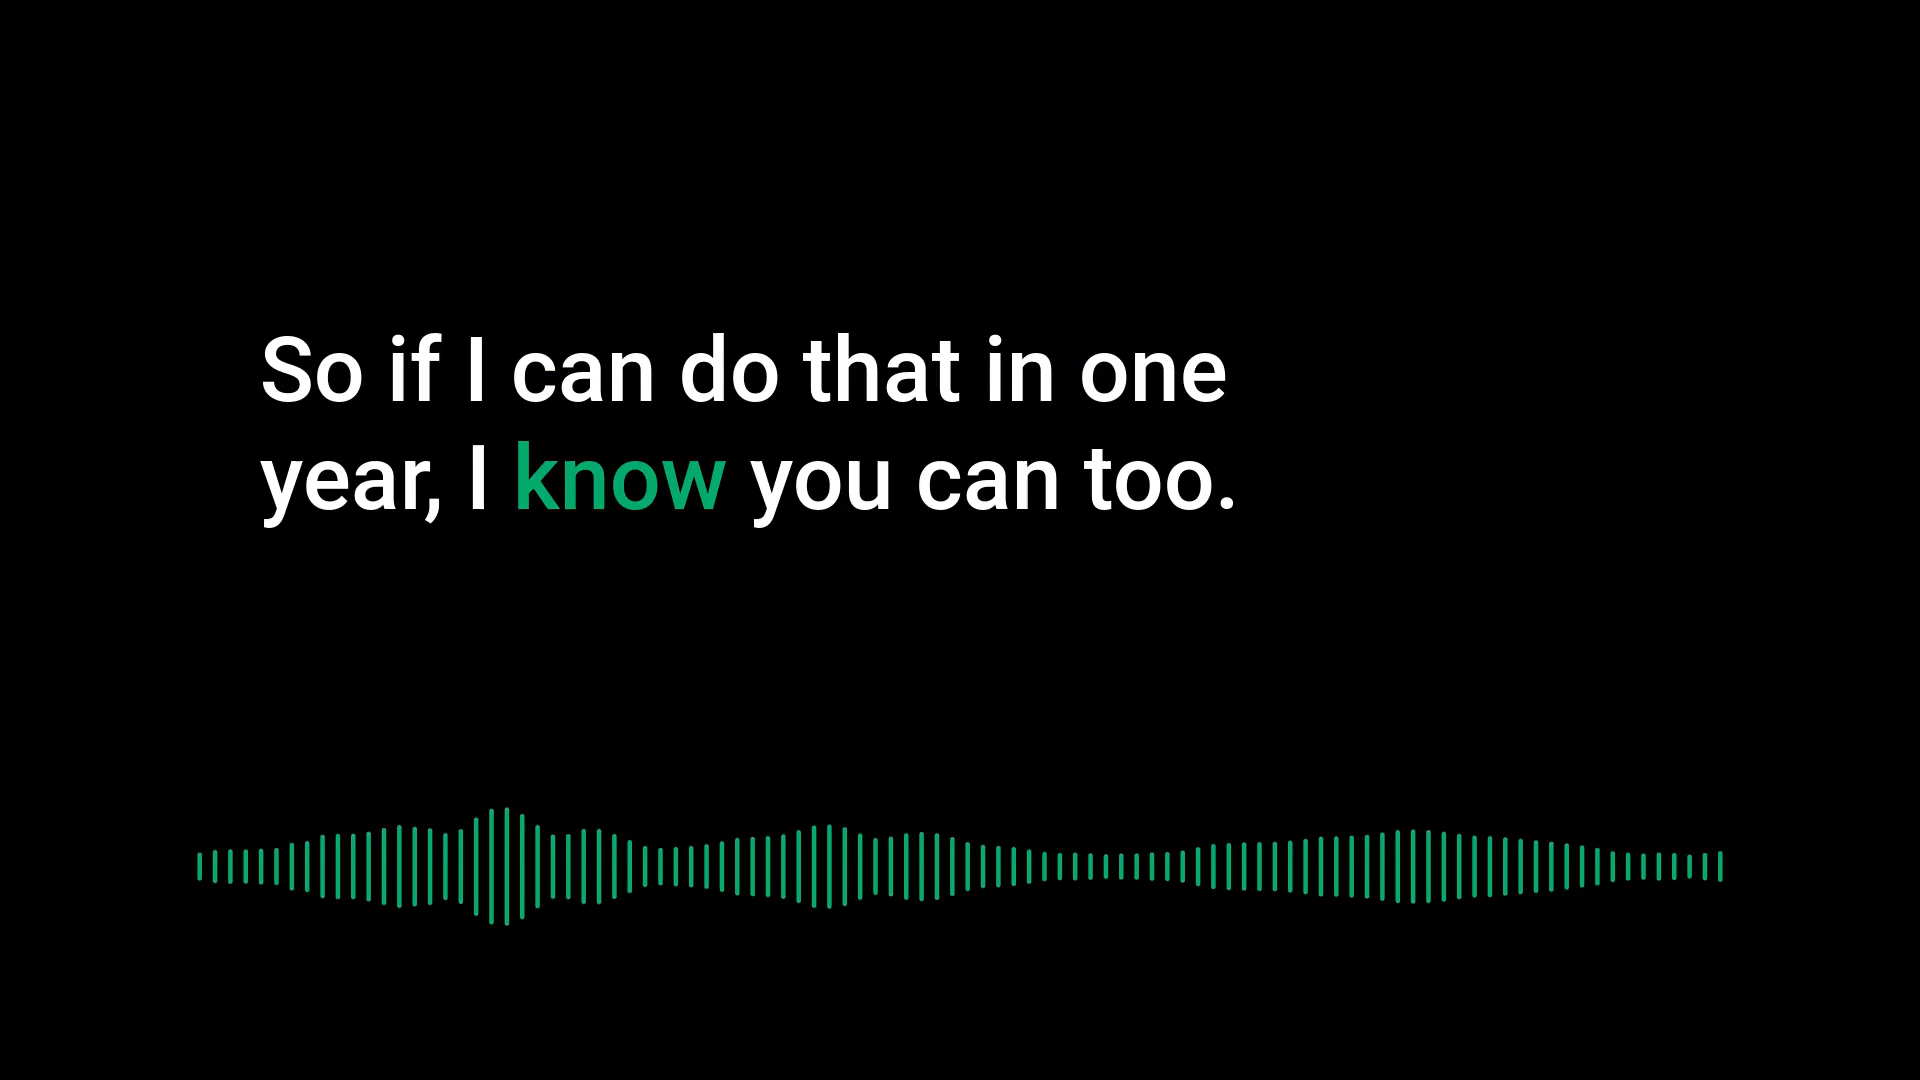 So if I can do that in one
year, I know you can too.